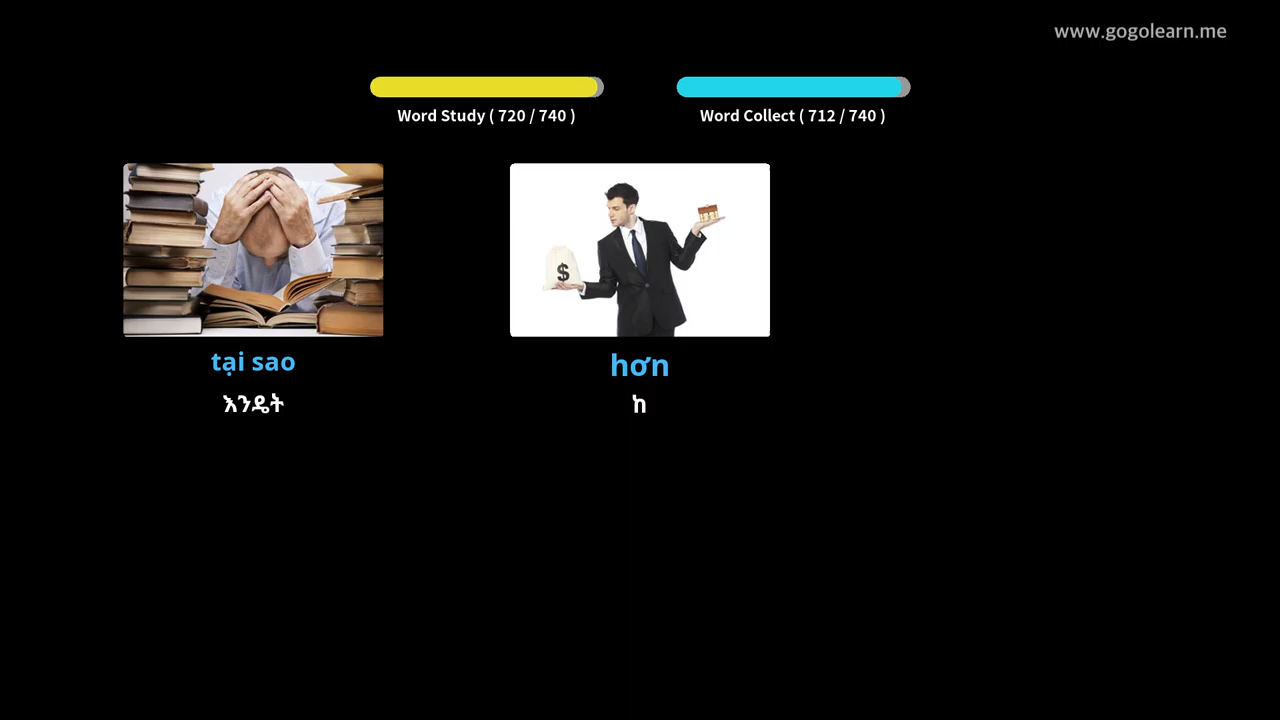 www.gogolearn.me
Word Study ( 720 / 740 )
Word Collect ( 712 / 740 )
$
tại sao
hơn
እንዴት
ከ